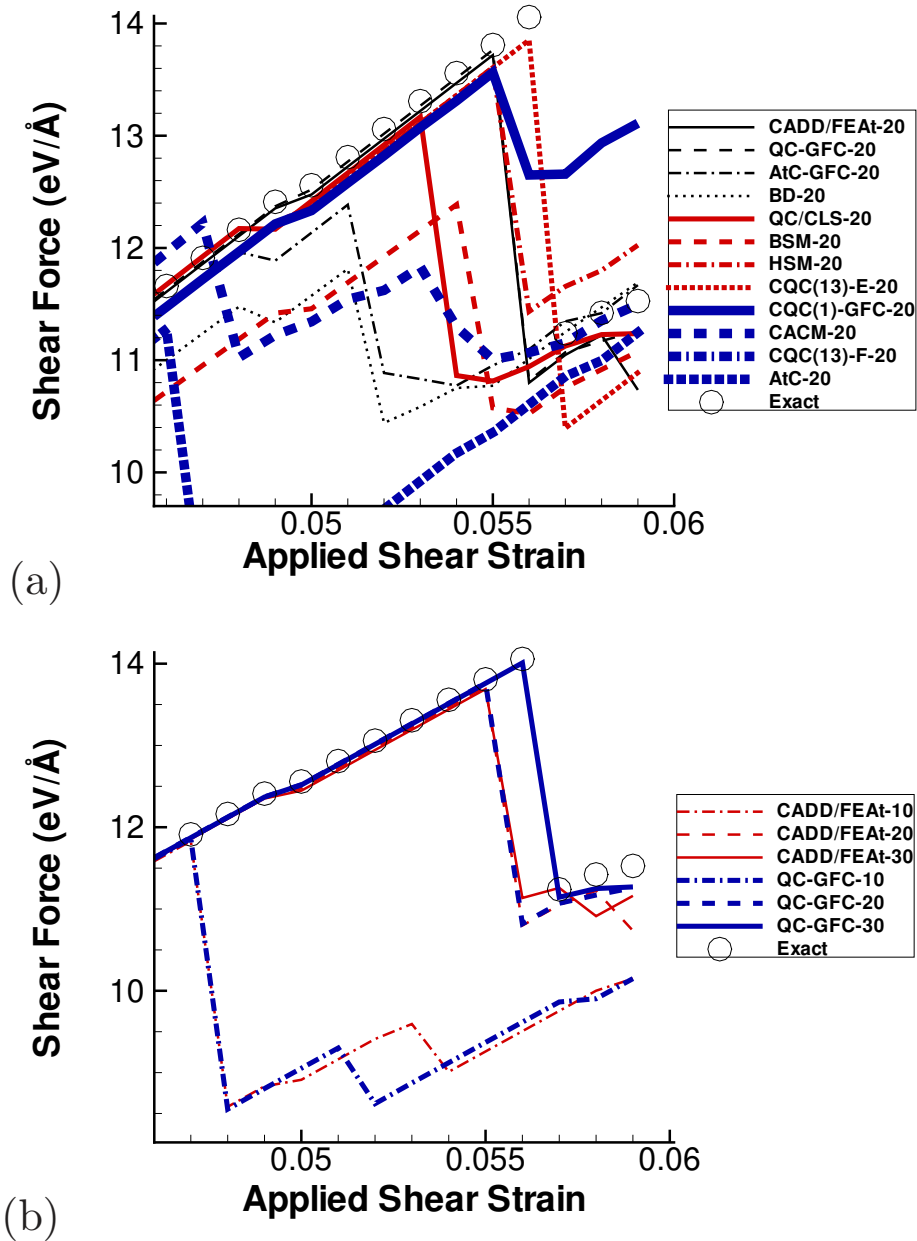 14
13
12
11
10
Shear Force (eV/Å)
0.05
0.055
0.06
Applied Shear Strain
CADD/FEAt-20
QC-GFC-20
AtC-GFC-20
BD-20
QC/CLS-20
BSM-20
HSM-20
CQC(13)-E-20
CQC(1)-GFC-20
CACM-20
CQC(13)-F-20
AtC-20
Exact
(a)
14
12
10
Shear Force (eV/Å)
0.05
0.055
0.06
Applied Shear Strain
CADD/FEAt-10
CADD/FEAt-20
CADD/FEAt-30
QC-GFC-10
QC-GFC-20
QC-GFC-30
Exact
(b)